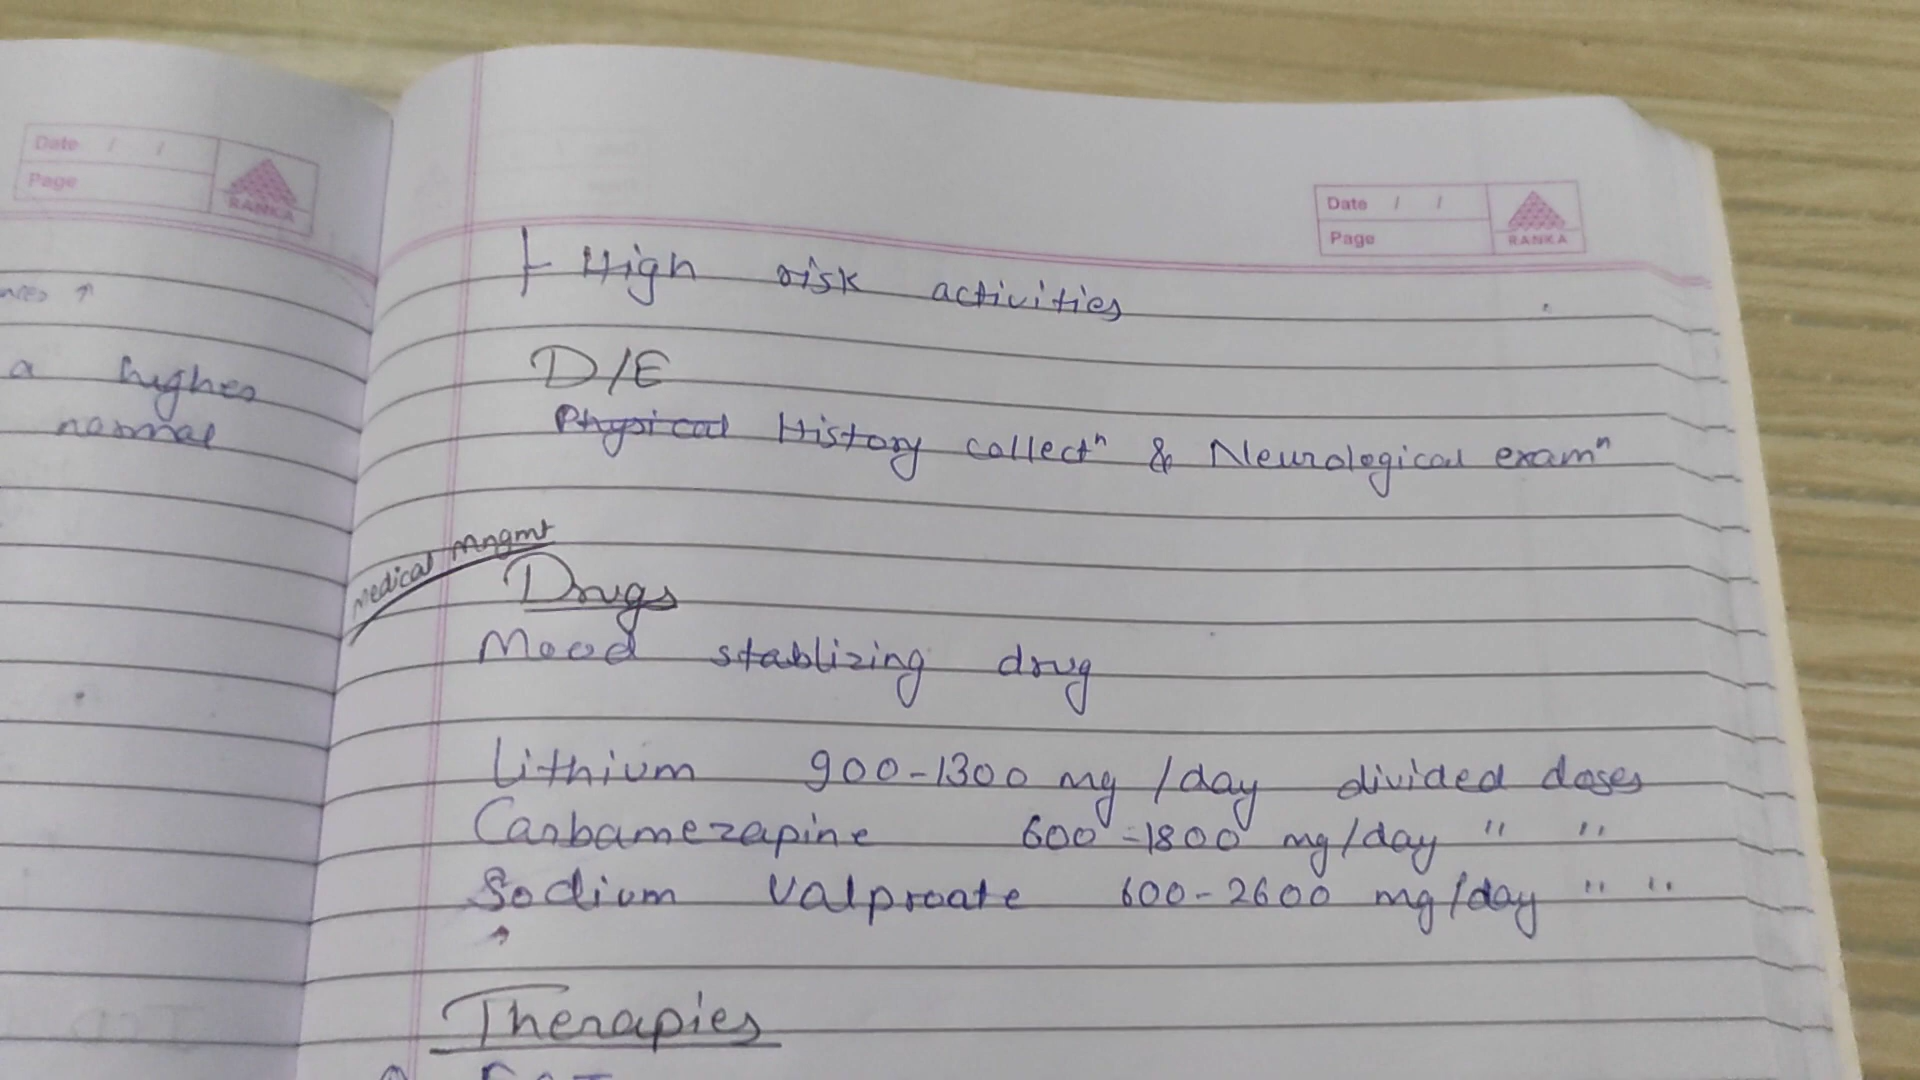 Date / /
Page
RANKA
a highes
normal
Date / /
Page
RANKA
High risk activities
D/E
Physical History collectⁿ & Neurological examⁿ
Medical Mngmt
Drugs
Mood stablizing drug
Lithium 900-1300 mg /day divided doses
Carbamezapine 600-1800 mg/day " "
Sodium valproate 600-2600 mg/day " "
Therapies